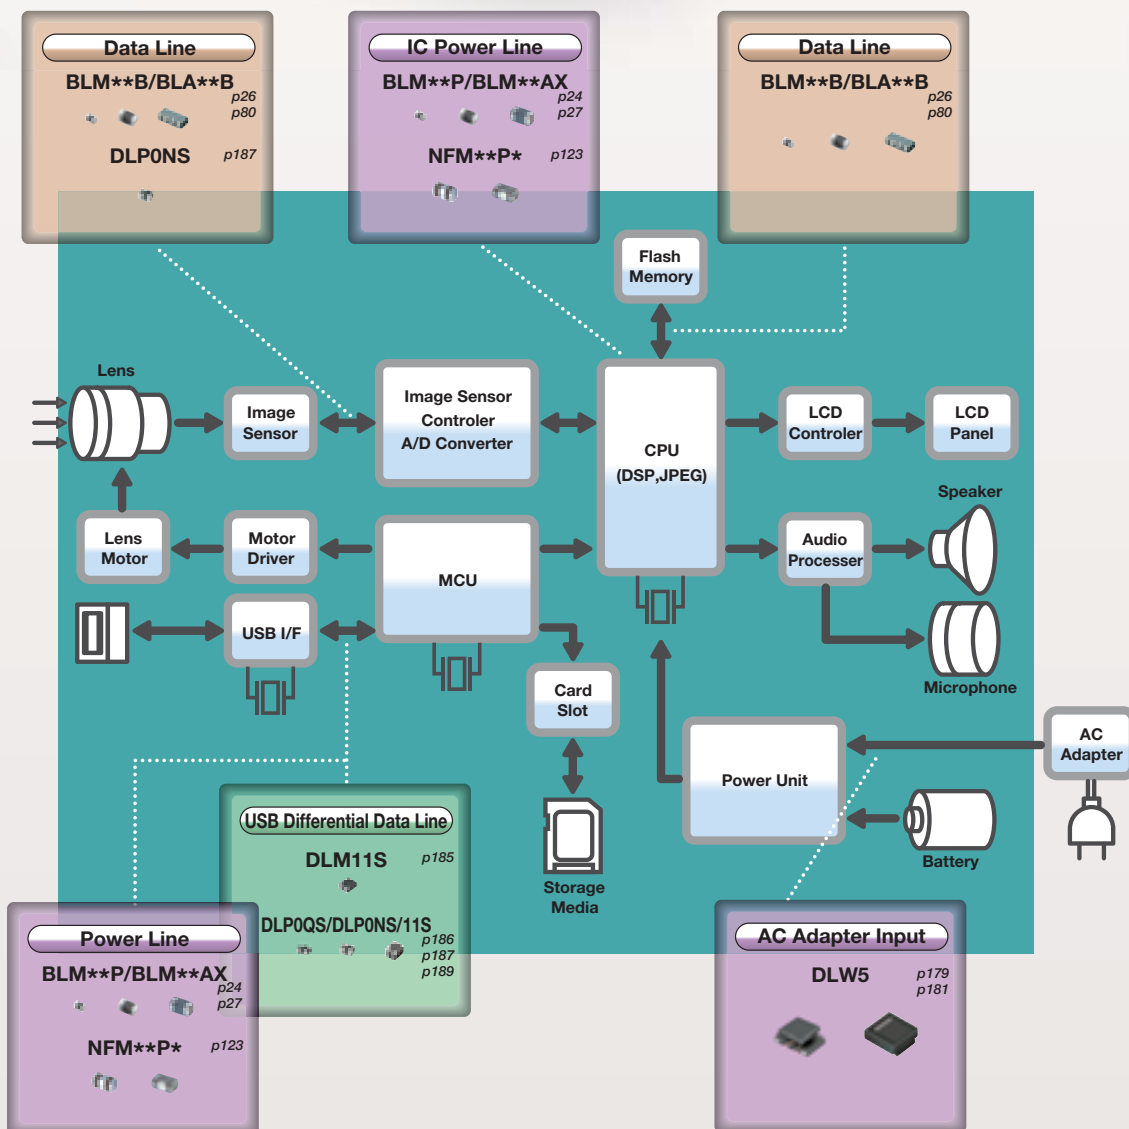 Data Line
BLM**B/BLA**B
p26
p80
DLP0NS
p187
IC Power Line
BLM**P/BLM**AX
p24
p27
NFM**P*
p123
Data Line
BLM**B/BLA**B
p26
p80
Flash
Memory
Lens
Image
Sensor
Image Sensor
Controler
A/D Converter
CPU
(DSP,JPEG)
LCD
Controler
LCD
Panel
Speaker
Lens
Motor
Motor
Driver
MCU
Audio
Processer
USB I/F
Microphone
Card
Slot
AC
Adapter
Power Unit
Battery
Storage
Media
USB Differential Data Line
DLM11S
p185
DLP0QS/DLP0NS/11S
p186
p187
p189
Power Line
BLM**P/BLM**AX
p24
p27
NFM**P*
p123
AC Adapter Input
DLW5
p179
p181